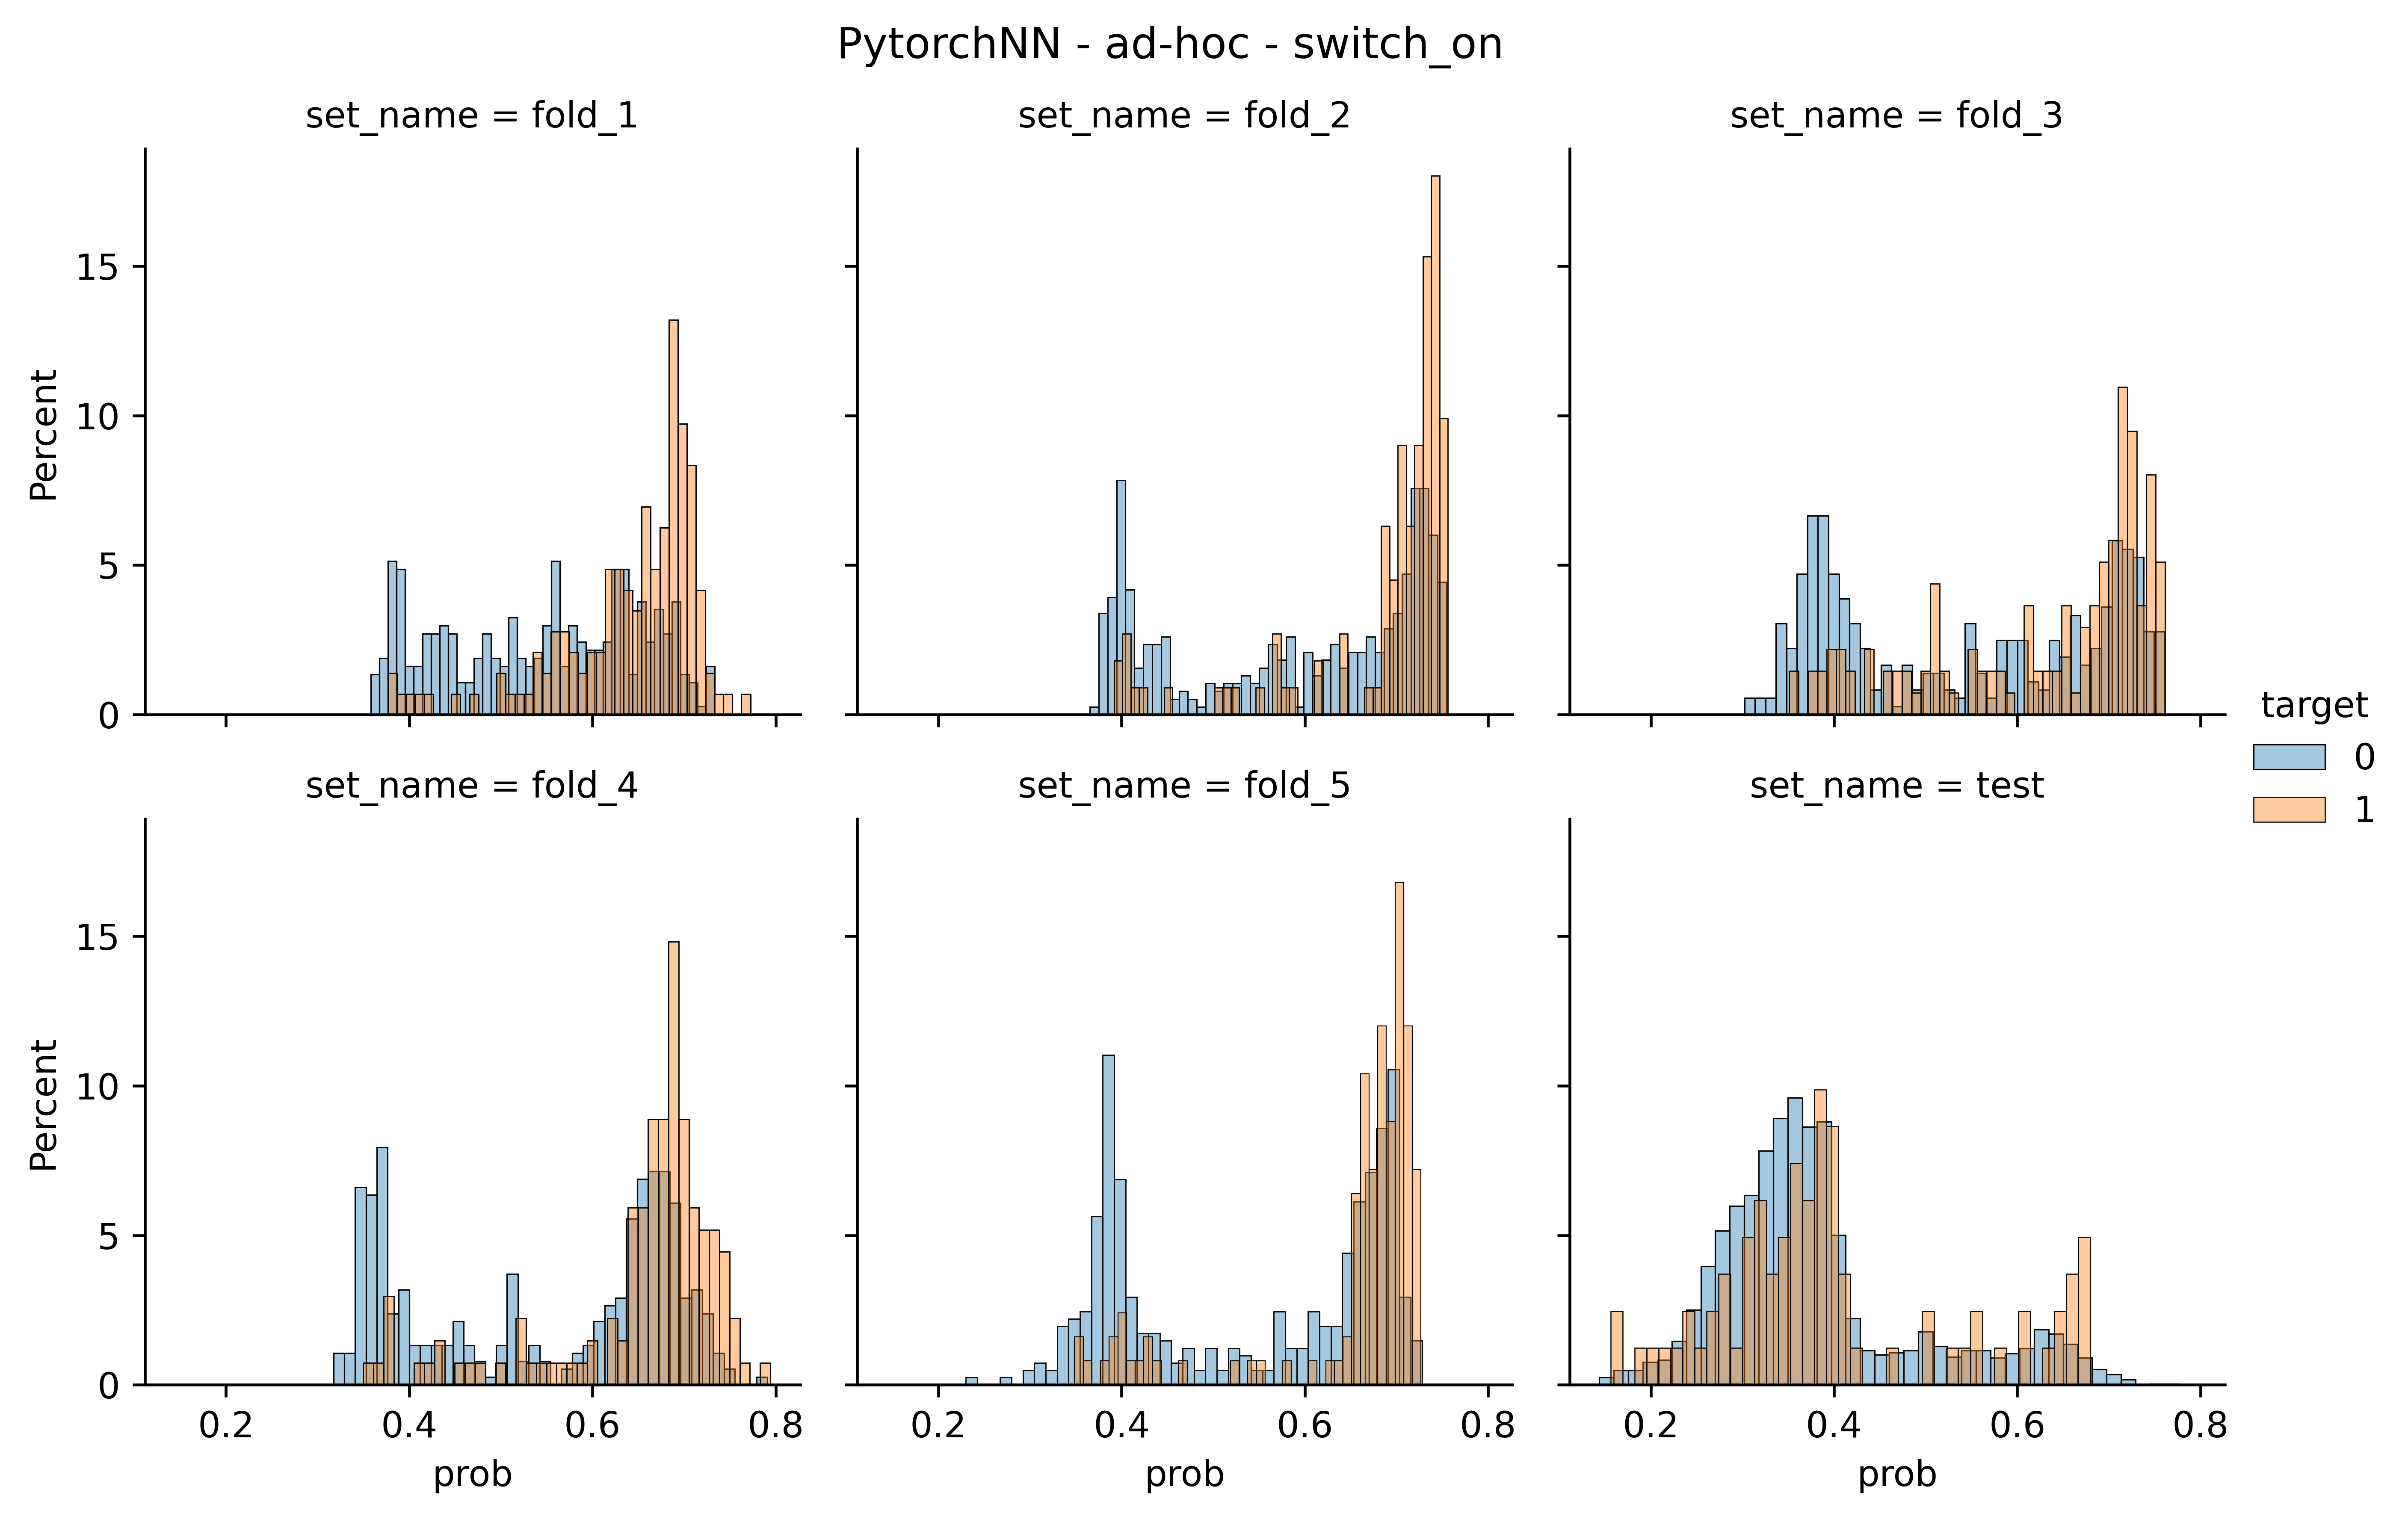 PytorchNN - ad-hoc - switch_on
set_name = fold_1
set_name = fold_2
set_name = fold_3
Percent
15
10
5
0
target
0
1
set_name = fold_4
set_name = fold_5
set_name = test
Percent
15
10
5
0
0.2 0.4 0.6 0.8
0.2 0.4 0.6 0.8
0.2 0.4 0.6 0.8
prob
prob
prob